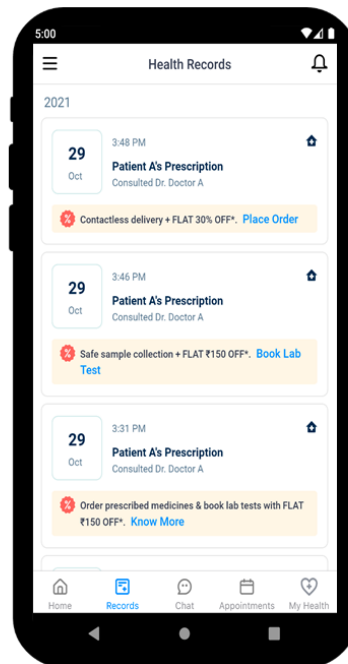 5:00
Health Records
2021
3:48 PM
29
Oct
Patient A's Prescription
Consulted Dr. Doctor A
Contactless delivery + FLAT 30% OFF*. Place Order
3:46 PM
29
Oct
Patient A's Prescription
Consulted Dr. Doctor A
Safe sample collection + FLAT ₹150 OFF*. Book Lab
Test
3:31 PM
29
Oct
Patient A's Prescription
Consulted Dr. Doctor A
Order prescribed medicines & book lab tests with FLAT
₹150 OFF*. Know More
Home Records Chat Appointments My Health